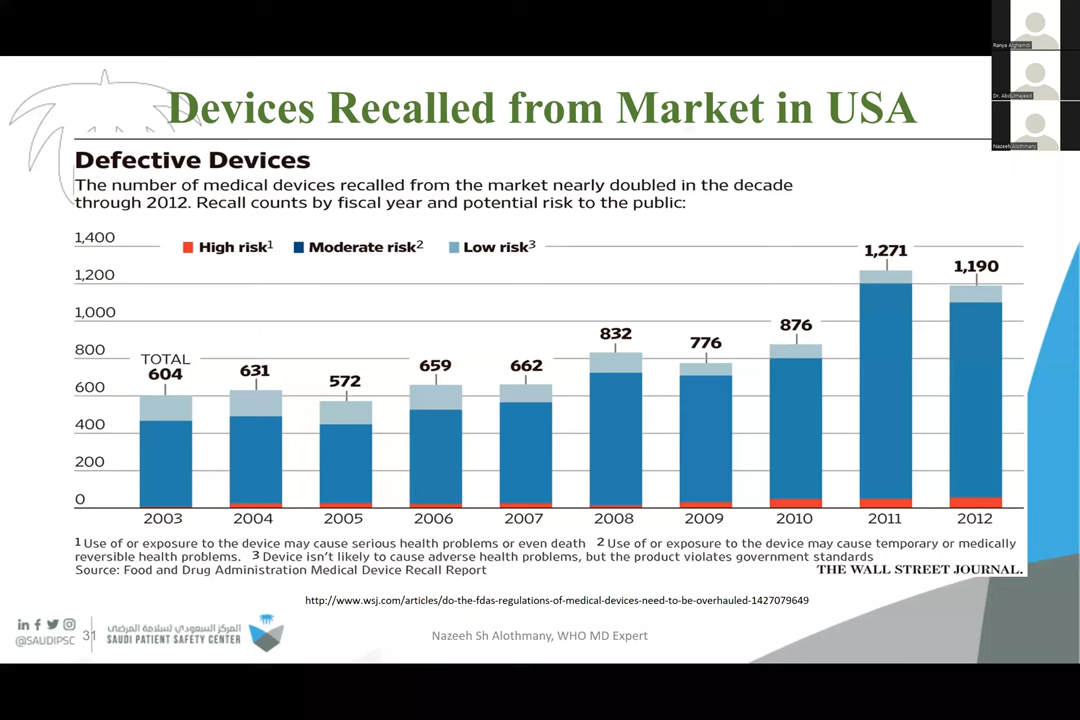 Ranya Alghamdi
Dr. Abdulmajeed
Nazeeh Alothmany
Devices Recalled from Market in USA
Defective Devices
The number of medical devices recalled from the market nearly doubled in the decade
through 2012. Recall counts by fiscal year and potential risk to the public:
1,400
High risk¹ Moderate risk² Low risk³
1,200
1,000
800
600
400
200
0
TOTAL
604 631 572 659 662 832 776 876 1,271 1,190
2003 2004 2005 2006 2007 2008 2009 2010 2011 2012
1 Use of or exposure to the device may cause serious health problems or even death 2 Use of or exposure to the device may cause temporary or medically
reversible health problems. 3 Device isn't likely to cause adverse health problems, but the product violates government standards
Source: Food and Drug Administration Medical Device Recall Report
THE WALL STREET JOURNAL.
http://www.wsj.com/articles/do-the-fdas-regulations-of-medical-devices-need-to-be-overhauled-1427079649
in f
@SAUDIPSC
31
المركز السعودي لسلامة المرضى
SAUDI PATIENT SAFETY CENTER
Nazeeh Sh Alothmany, WHO MD Expert